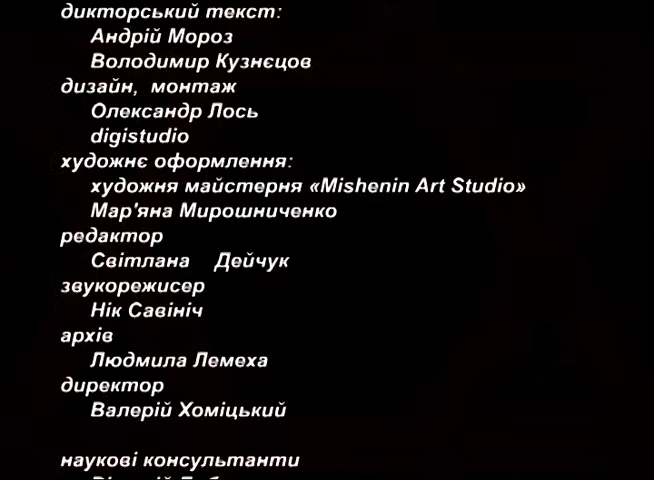 дикторський текст:
Андрій Мороз
Володимир Кузнєцов
дизайн, монтаж
Олександр Лось
digistudio
художнє оформлення:
художня майстерня «Mishenin Art Studio»
Мар'яна Мирошниченко
редактор
Світлана Дейчук
звукорежисер
Нік Савініч
архів
Людмила Лемеха
директор
Валерій Хоміцький
наукові консультанти